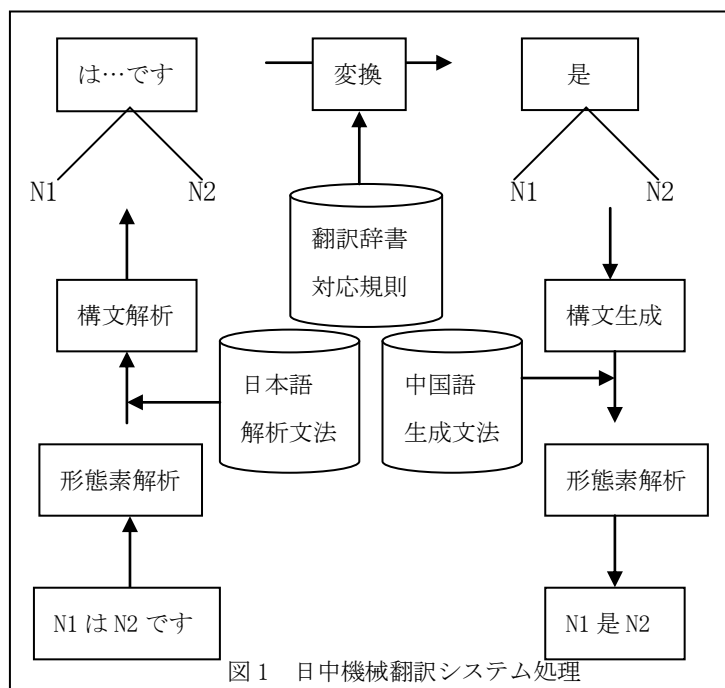 は…です
変換
是
N1
N2
N1
N2
翻訳辞書
対応規則
構文解析
構文生成
日本語
解析文法
中国語
生成文法
形態素解析
形態素解析
N1はN2です
N1是N2
図1 日中機械翻訳システム処理